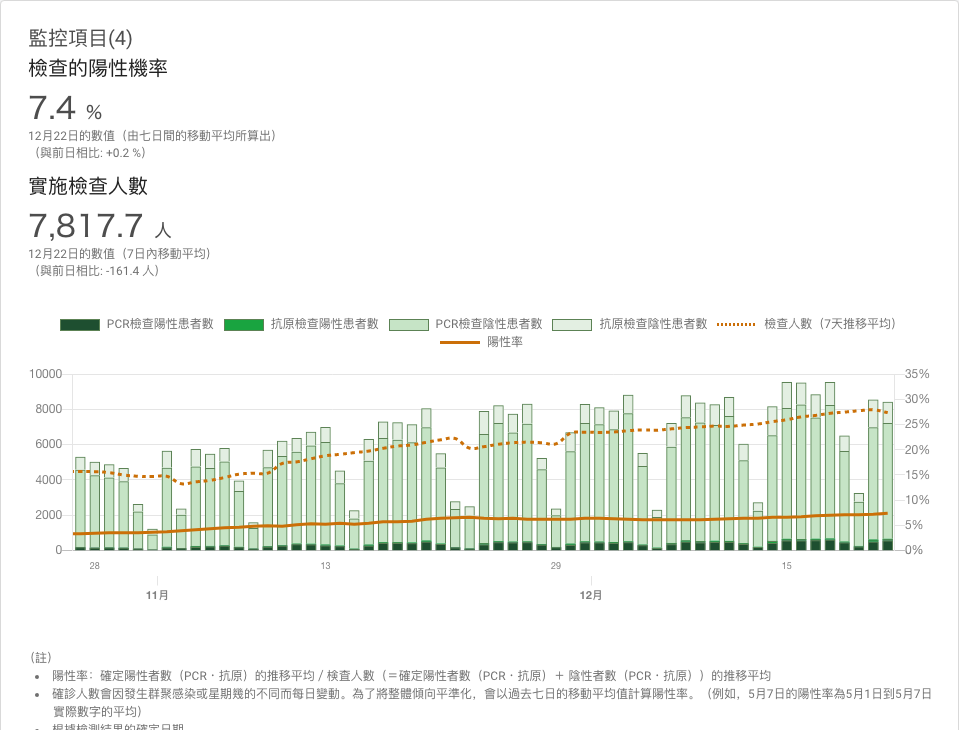 監控項目(4)
檢查的陽性機率
7.4 %
12月22日的數值（由七日間的移動平均所算出）
（與前日相比: +0.2 %）
實施檢查人數
7,817.7 人
12月22日的數值（7日內移動平均）
（與前日相比: -161.4 人）
PCR檢查陽性患者數 抗原檢查陽性患者數 PCR檢查陰性患者數 抗原檢查陰性患者數 檢查人數（7天推移平均）
陽性率
10000 35%
30%
8000
25%
6000 20%
4000 15%
10%
2000
5%
0 0%
28 13 29 15
11月 12月
（註）
• 陽性率：確定陽性者數（PCR・抗原）的推移平均 / 検査人數（＝確定陽性者數（PCR・抗原）＋ 陰性者數（PCR・抗原））的推移平均
• 確診人數會因發生群聚感染或星期幾的不同而每日變動。為了將整體傾向平準化，會以過去七日的移動平均值計算陽性率。（例如，5月7日的陽性率為5月1日到5月7日
實際數字的平均）
• 根據檢測結果的確定日期